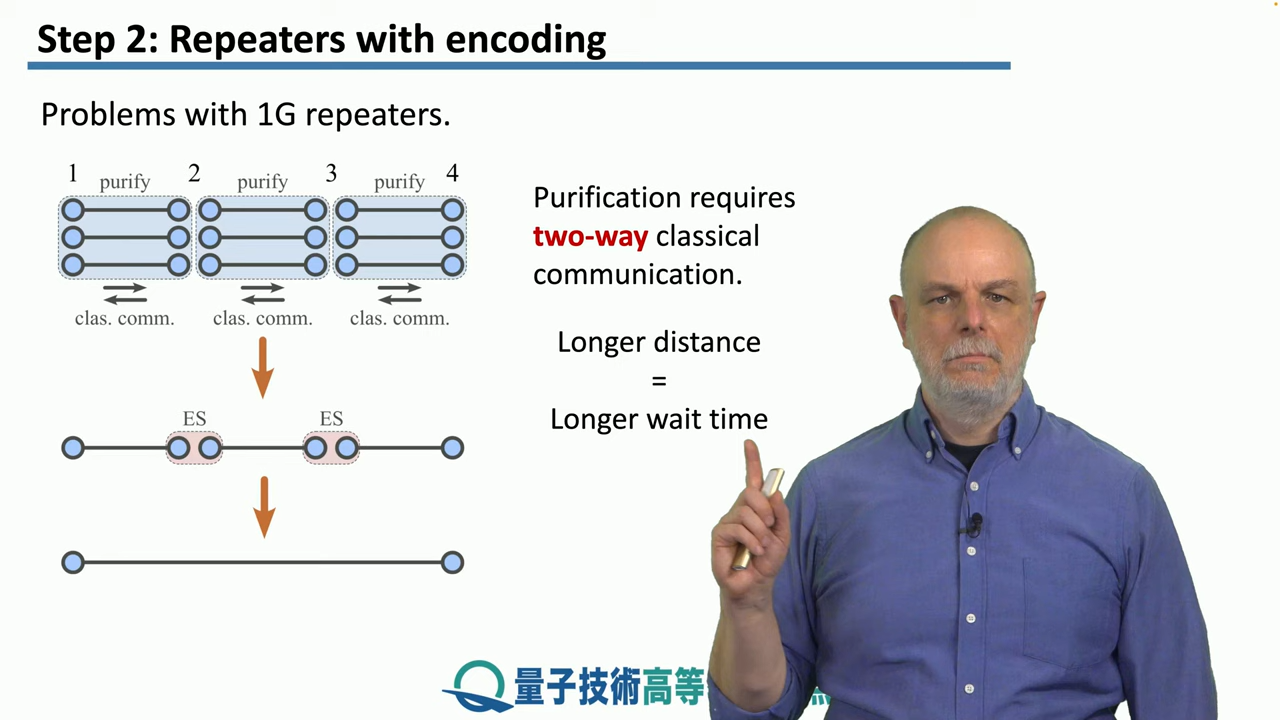 Step 2: Repeaters with encoding
Problems with 1G repeaters.
1 purify 2 purify 3 purify 4
clas. comm. clas. comm. clas. comm.
Purification requires
two-way classical
communication.
Longer distance
=
Longer wait time
ES ES
量子技術高等